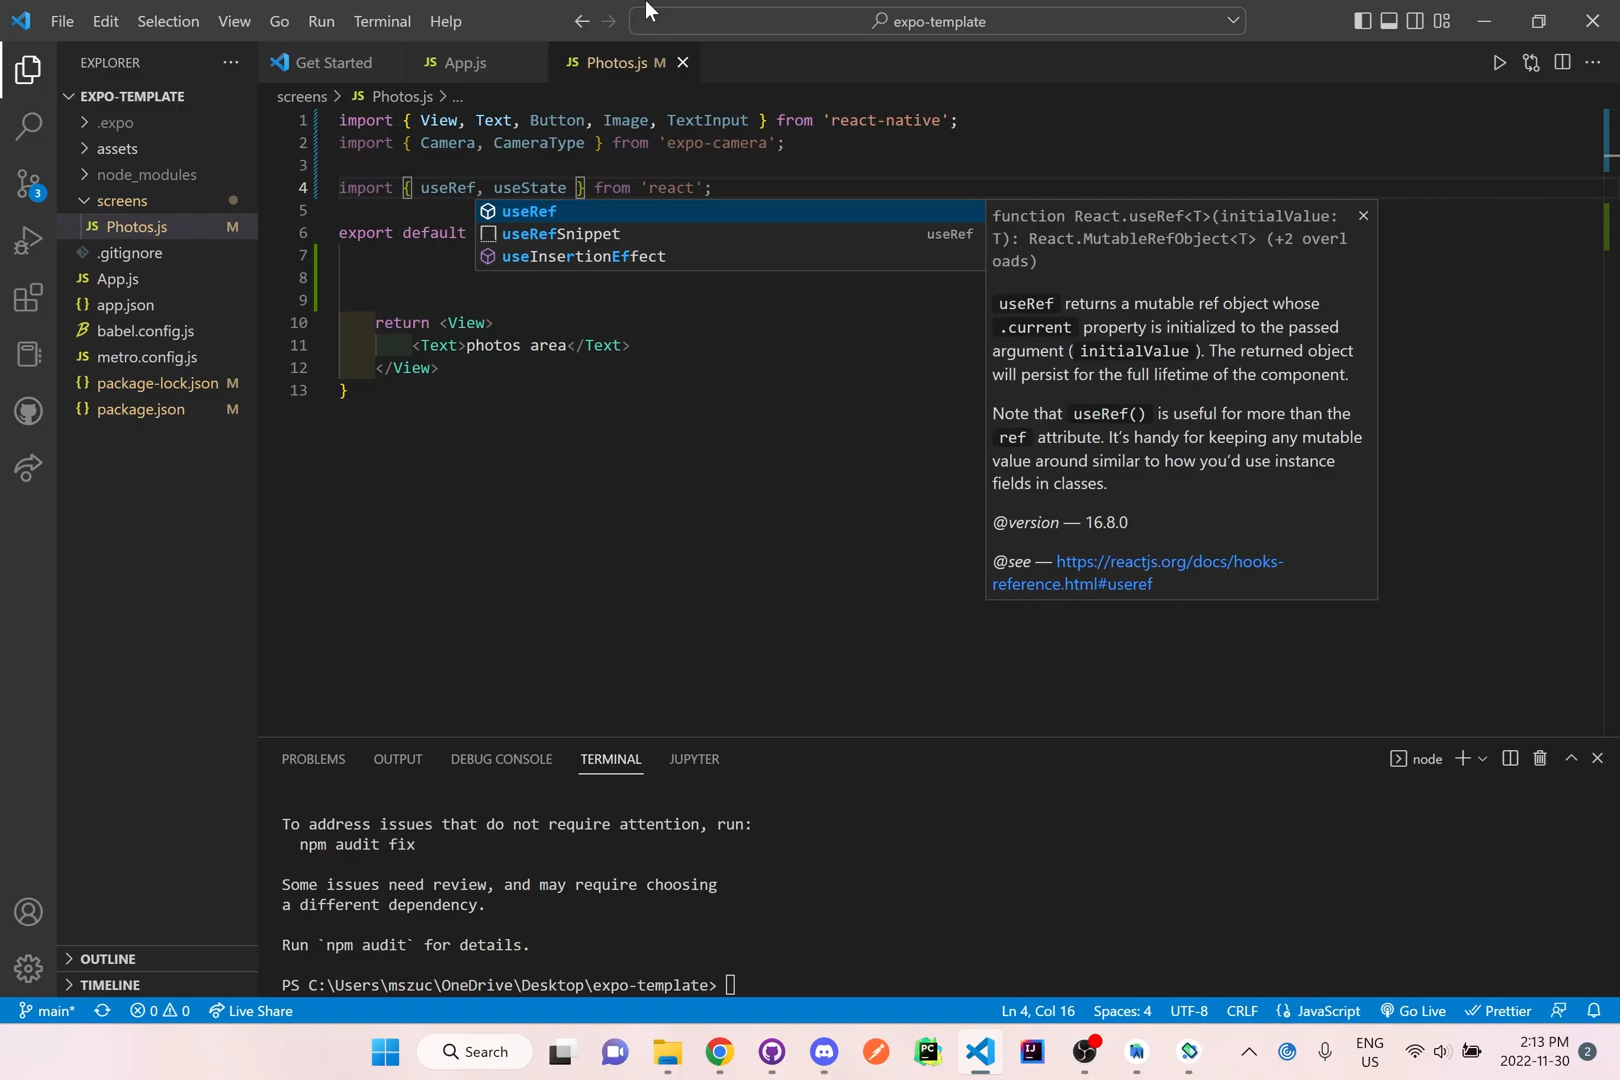 File Edit Selection View Go Run Terminal Help
expo-template
EXPLORER
Get Started
JS App.js
JS Photos.js M
EXPO-TEMPLATE
.expo
assets
node_modules
screens
JS Photos.js M
.gitignore
JS App.js
{} app.json
babel.config.js
JS metro.config.js
{} package-lock.json M
{} package.json M
3
OUTLINE
TIMELINE
screens > JS Photos.js > ...
1 import { View, Text, Button, Image, TextInput } from 'react-native';
2 import { Camera, CameraType } from 'expo-camera';
3
4 import { useRef, useState } from 'react';
5
6 export default
7
8
9
10 return <View>
11 <Text>photos area</Text>
12 </View>
13 }
useRef
useRefSnippet useRef
useInsertionEffect
function React.useRef<T>(initialValue:
T): React.MutableRefObject<T> (+2 overl
oads)
useRef returns a mutable ref object whose
.current property is initialized to the passed
argument ( initialValue ). The returned object
will persist for the full lifetime of the component.
Note that useRef() is useful for more than the
ref attribute. It's handy for keeping any mutable
value around similar to how you'd use instance
fields in classes.
@version — 16.8.0
@see — https://reactjs.org/docs/hooks-
reference.html#useref
PROBLEMS OUTPUT DEBUG CONSOLE TERMINAL JUPYTER
node
To address issues that do not require attention, run:
npm audit fix
Some issues need review, and may require choosing
a different dependency.
Run `npm audit` for details.
PS C:\Users\mszuc\OneDrive\Desktop\expo-template>
main* 0 0 Live Share
Ln 4, Col 16 Spaces: 4 UTF-8 CRLF {} JavaScript Go Live Prettier
Search
PC
IJ
ENG
US
2:13 PM
2022-11-30
2